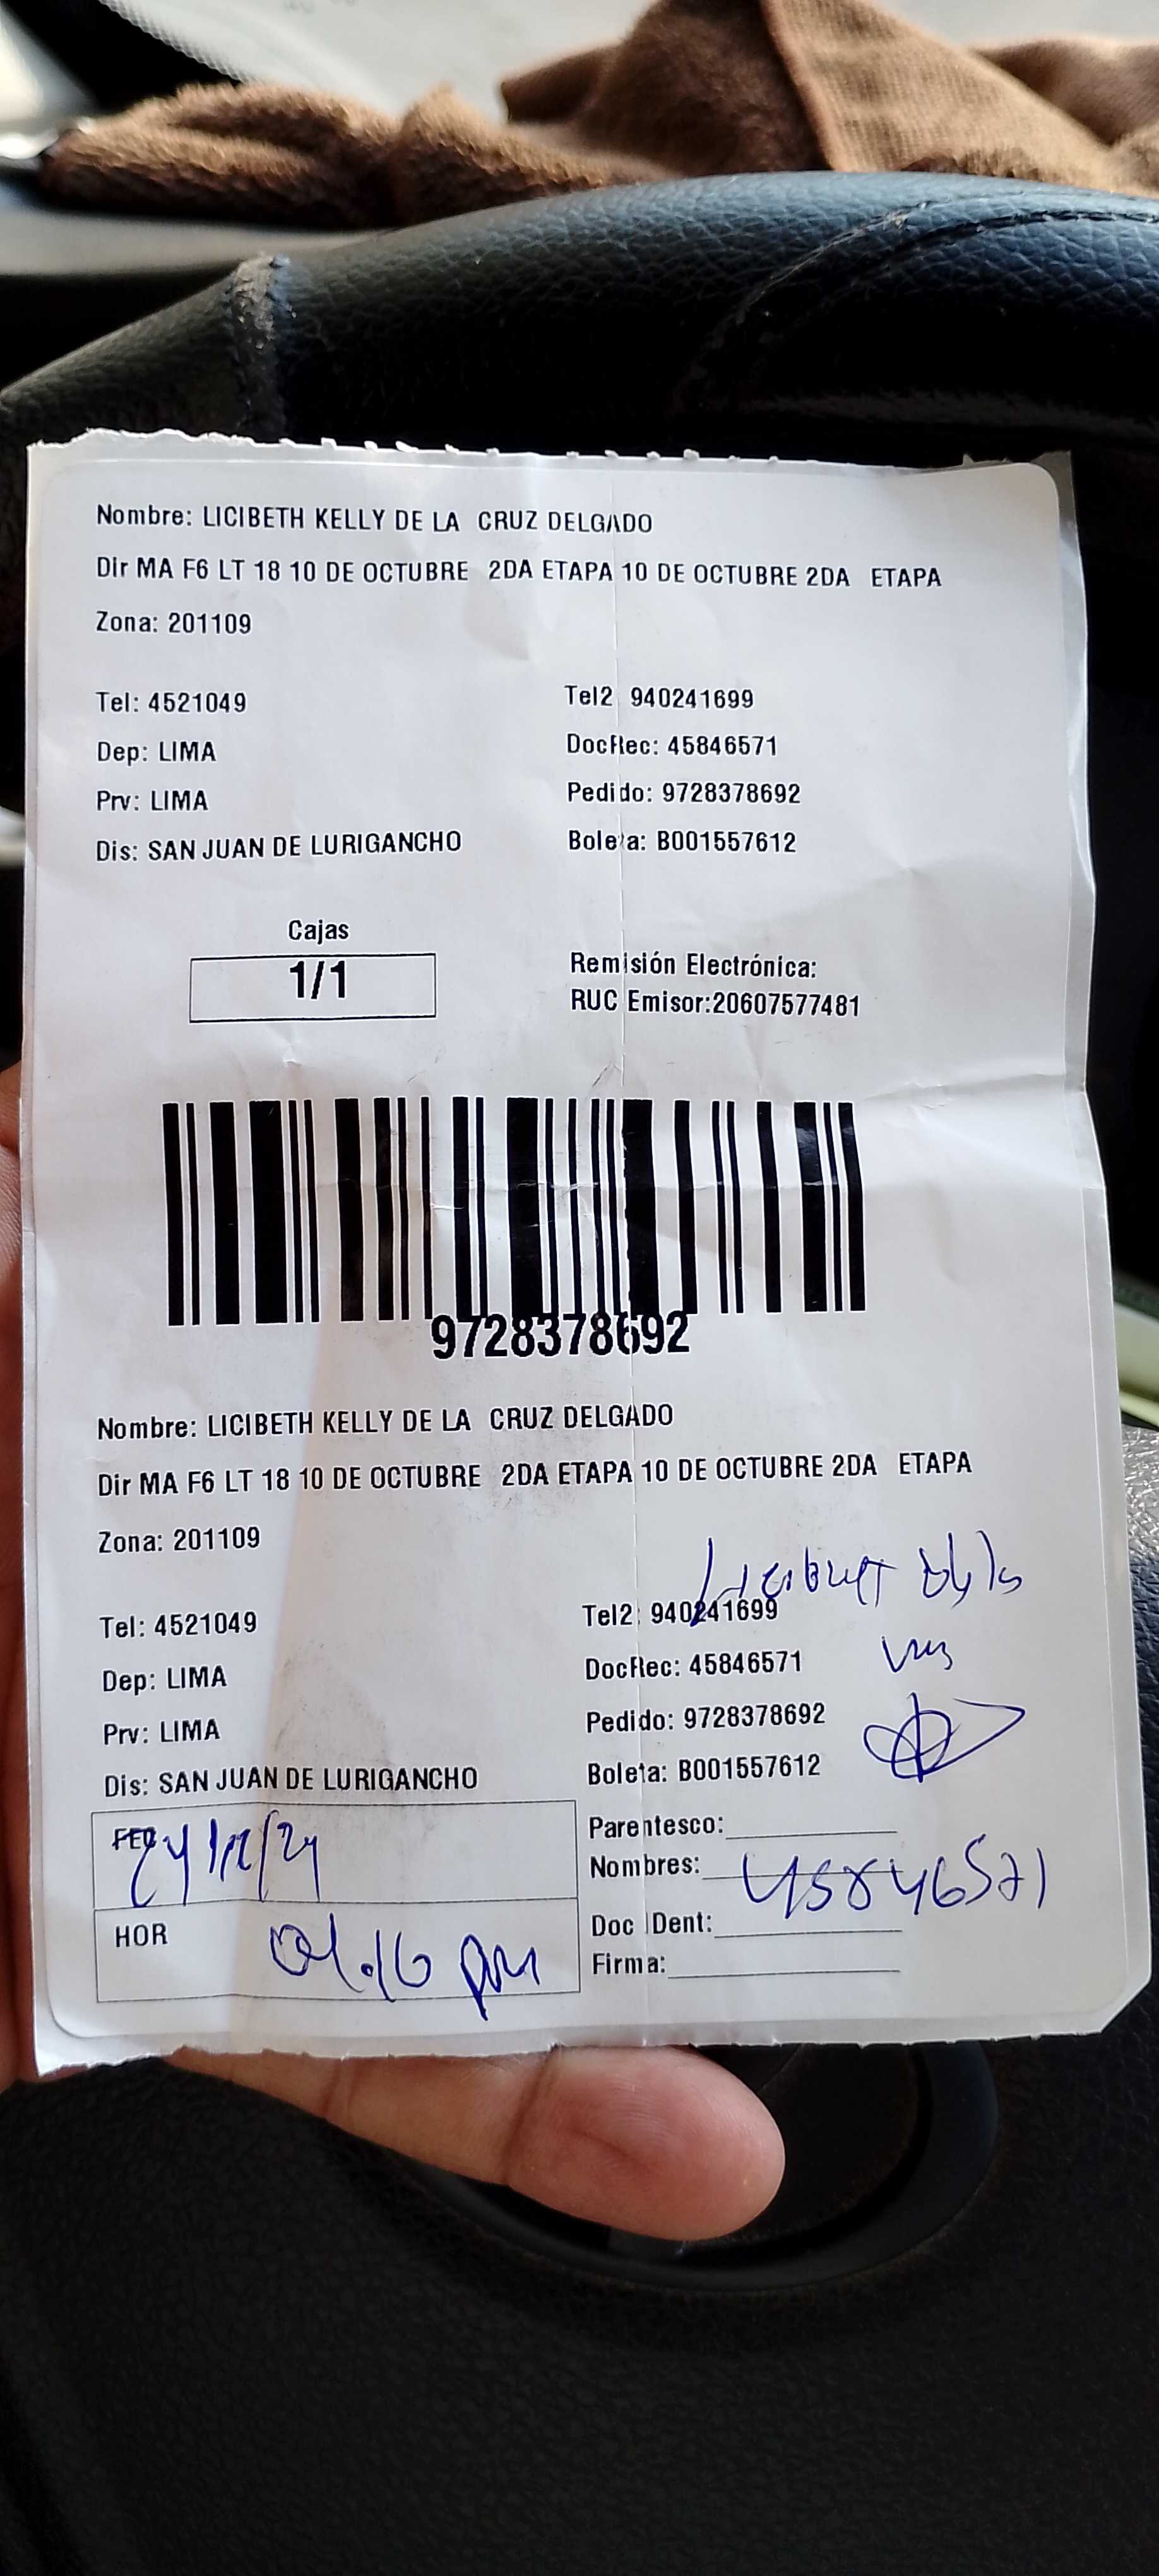 Nombre: LICIBETH KELLY DE LA CRUZ DELGADO
Dir MA F6 LT 18 10 DE OCTUBRE 2DA ETAPA 10 DE OCTUBRE 2DA ETAPA
Zona: 201109
Tel: 4521049 Tel2 940241699
Dep: LIMA DocRec: 45846571
Prv: LIMA Pedido: 9728378692
Dis: SAN JUAN DE LURIGANCHO Boleta: B001557612
Cajas
1/1
Remisión Electrónica:
RUC Emisor:20607577481
9728378692
Nombre: LICIBETH KELLY DE LA CRUZ DELGADO
Dir MA F6 LT 18 10 DE OCTUBRE 2DA ETAPA 10 DE OCTUBRE 2DA ETAPA
Zona: 201109
Tel: 4521049 Tel2: 940241699
Dep: LIMA DocRec: 45846571
Prv: LIMA Pedido: 9728378692
Dis: SAN JUAN DE LURIGANCHO Boleta: B001557612
FEC 24/12/24
HOR 01.16 pm
Parentesco:
Nombres: 45846571
Doc IDent:
Firma: